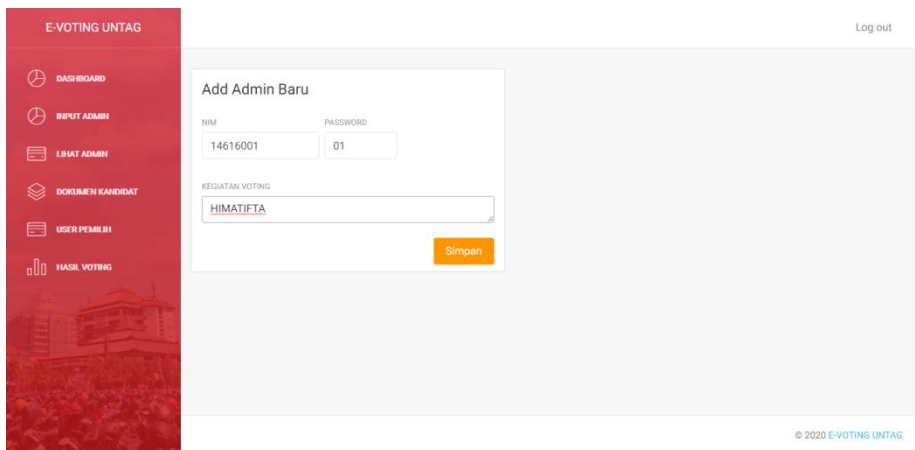 E-VOTING UNTAG
Log out
DASHBOARD
INPUT ADMIN
LIHAT ADMIN
DOKUMEN KANDIDAT
USER PEMILIH
HASIL VOTING
Add Admin Baru
NIM PASSWORD
14616001 01
KEGIATAN VOTING
HIMATIFTA
Simpan
© 2020 E-VOTING UNTAG